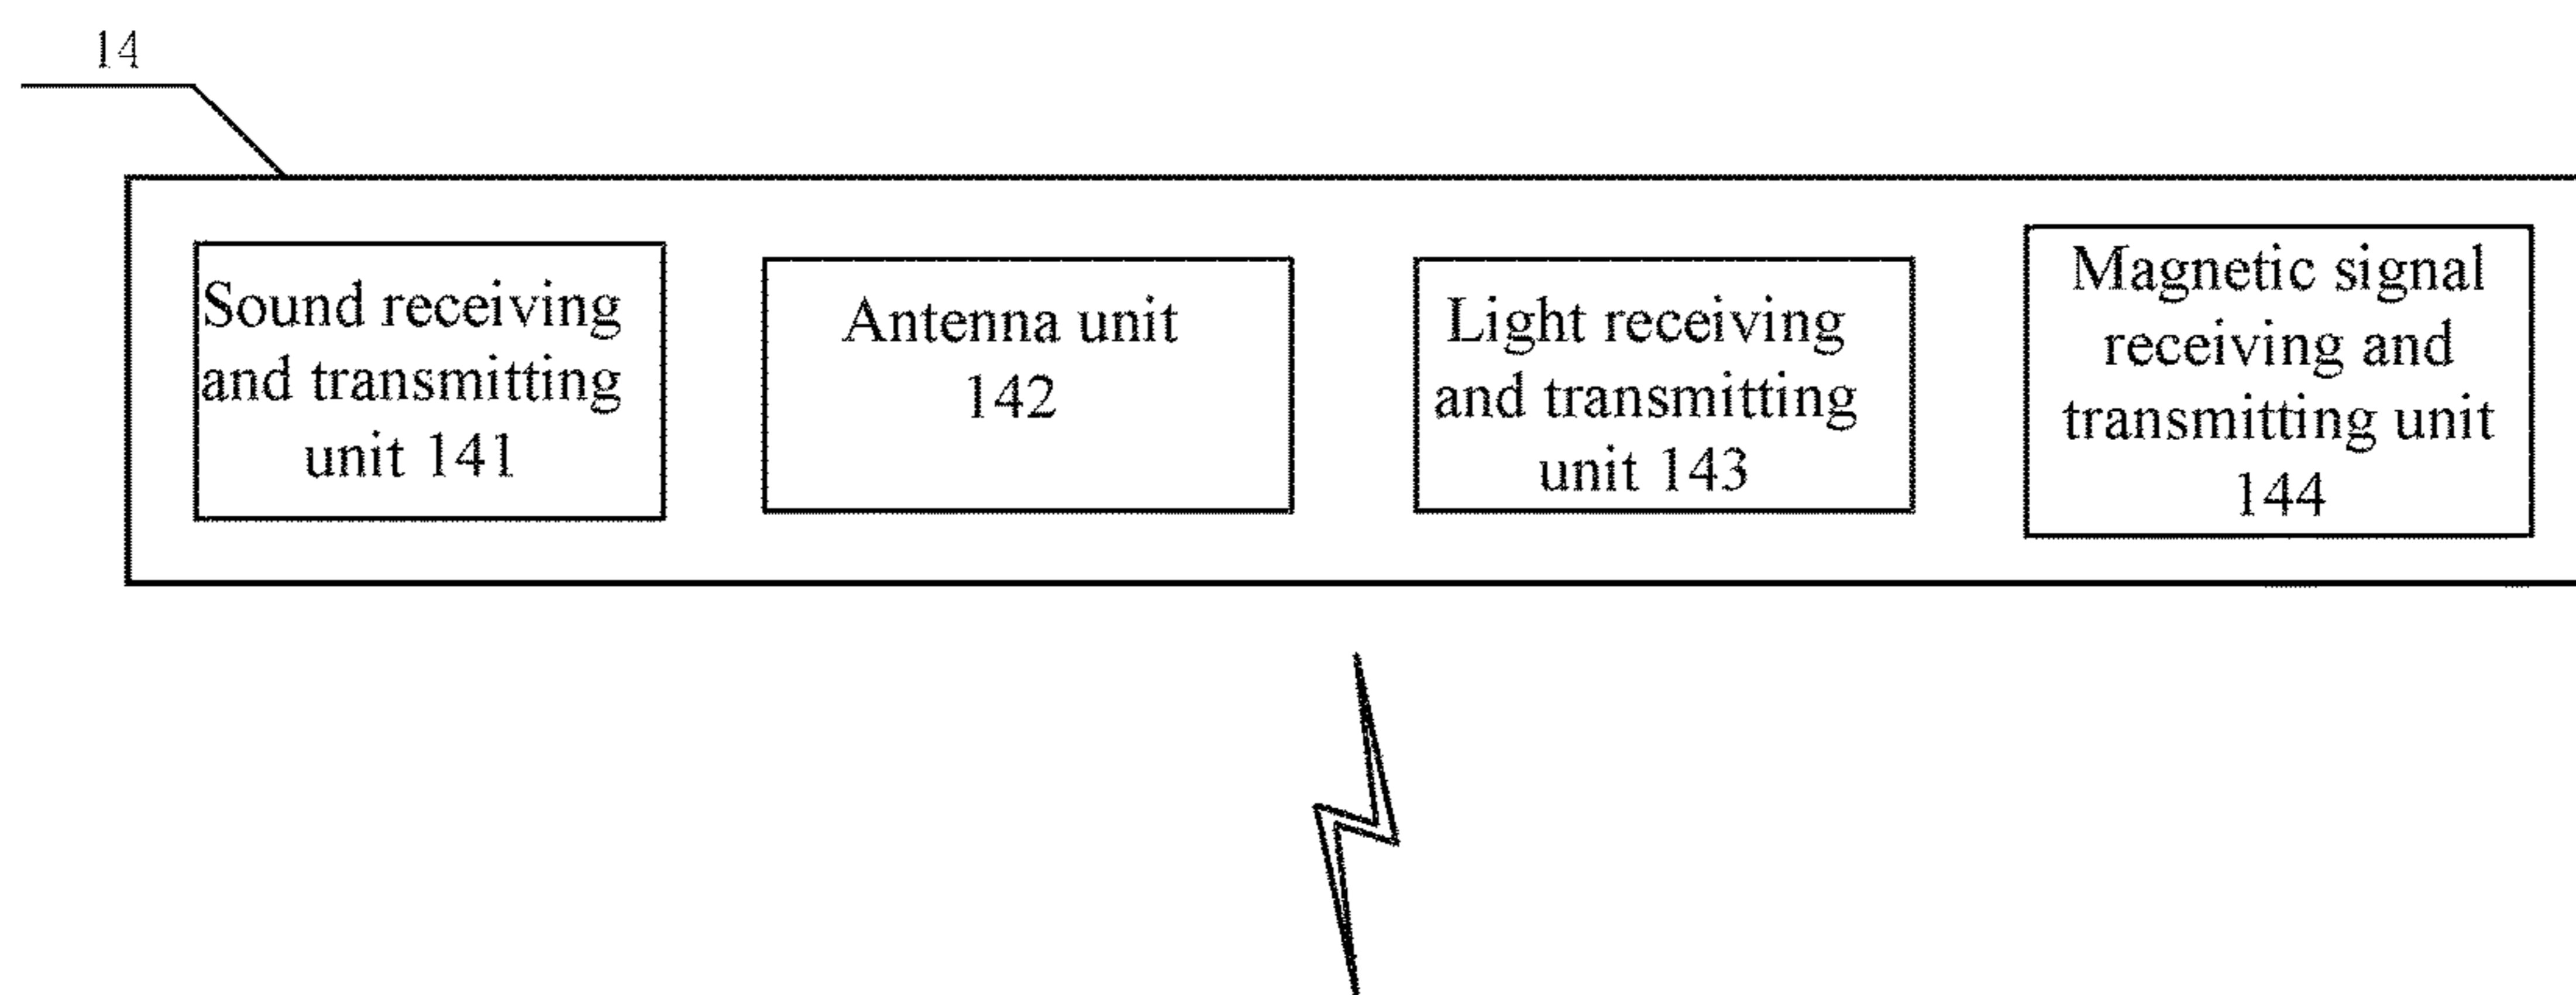 14
Sound receiving
and transmitting
unit 141
Antenna unit
142
Light receiving
and transmitting
unit 143
Magnetic signal
receiving and
transmitting unit
144